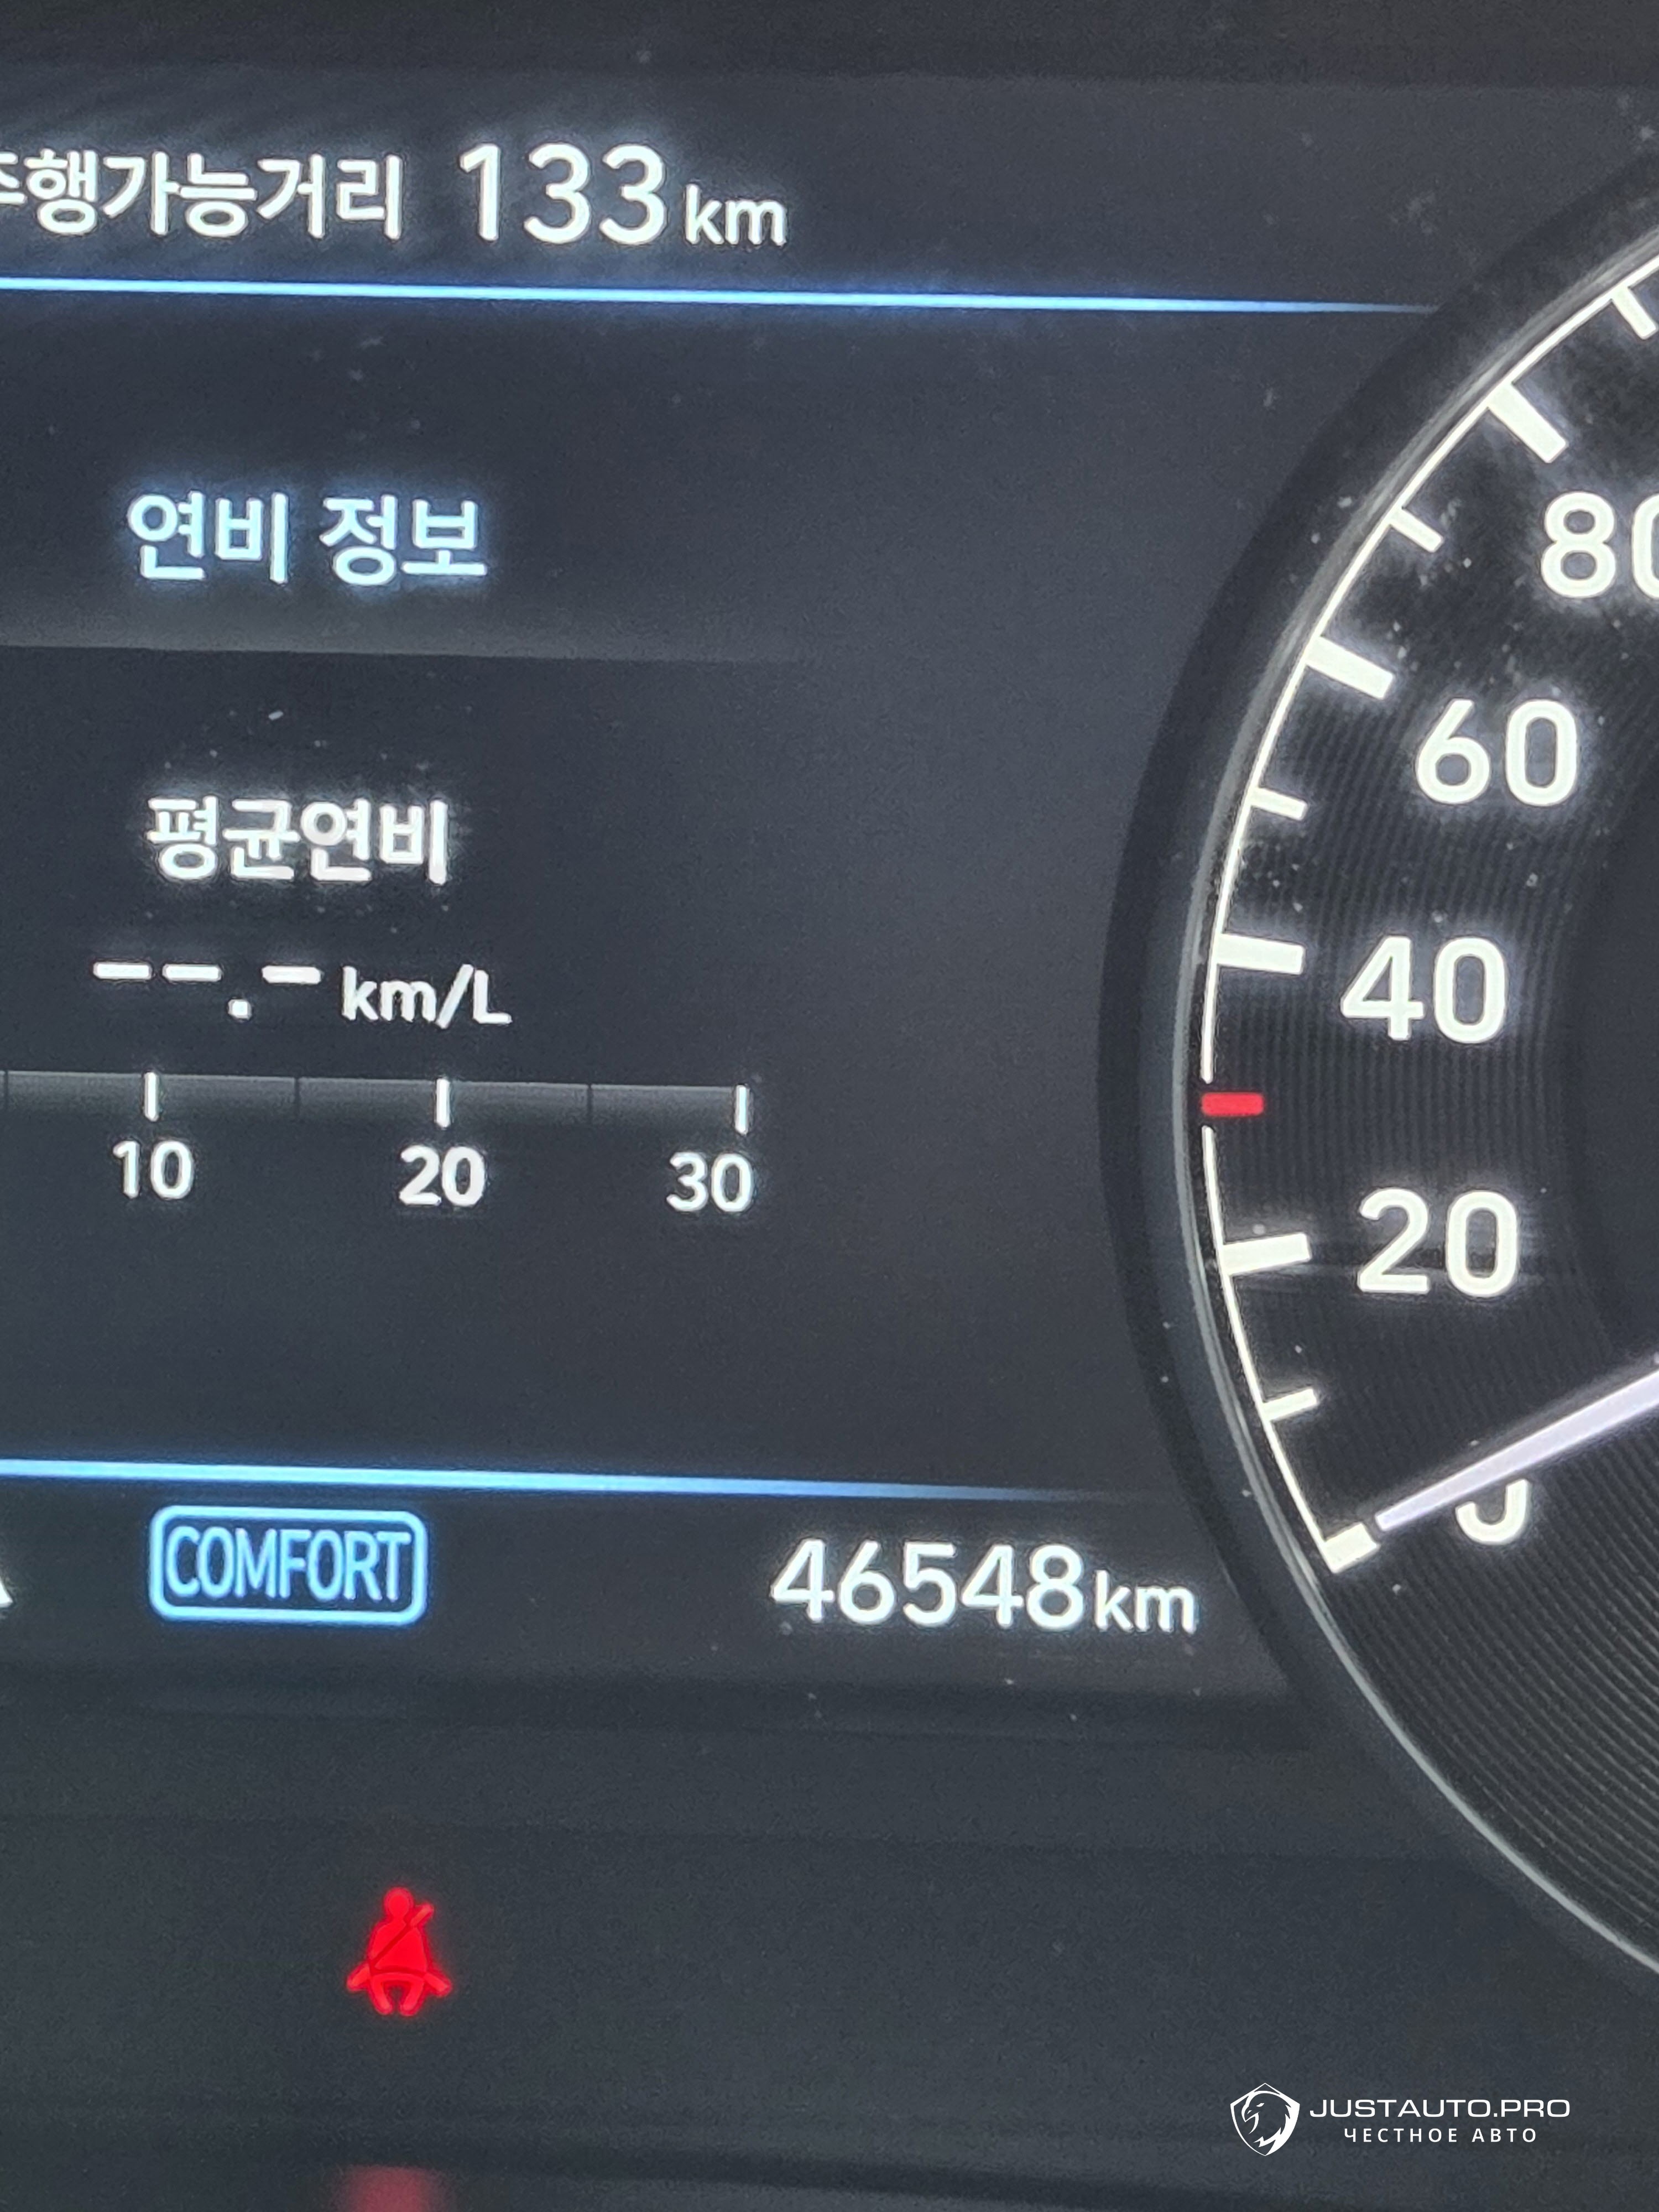 주행가능거리 133 km
연비 정보
평균연비
--.- km/L
10 20 30
80
60
40
20
COMFORT
46548 km
JUSTAUTO.PRO
ЧЕСТНОЕ АВТО